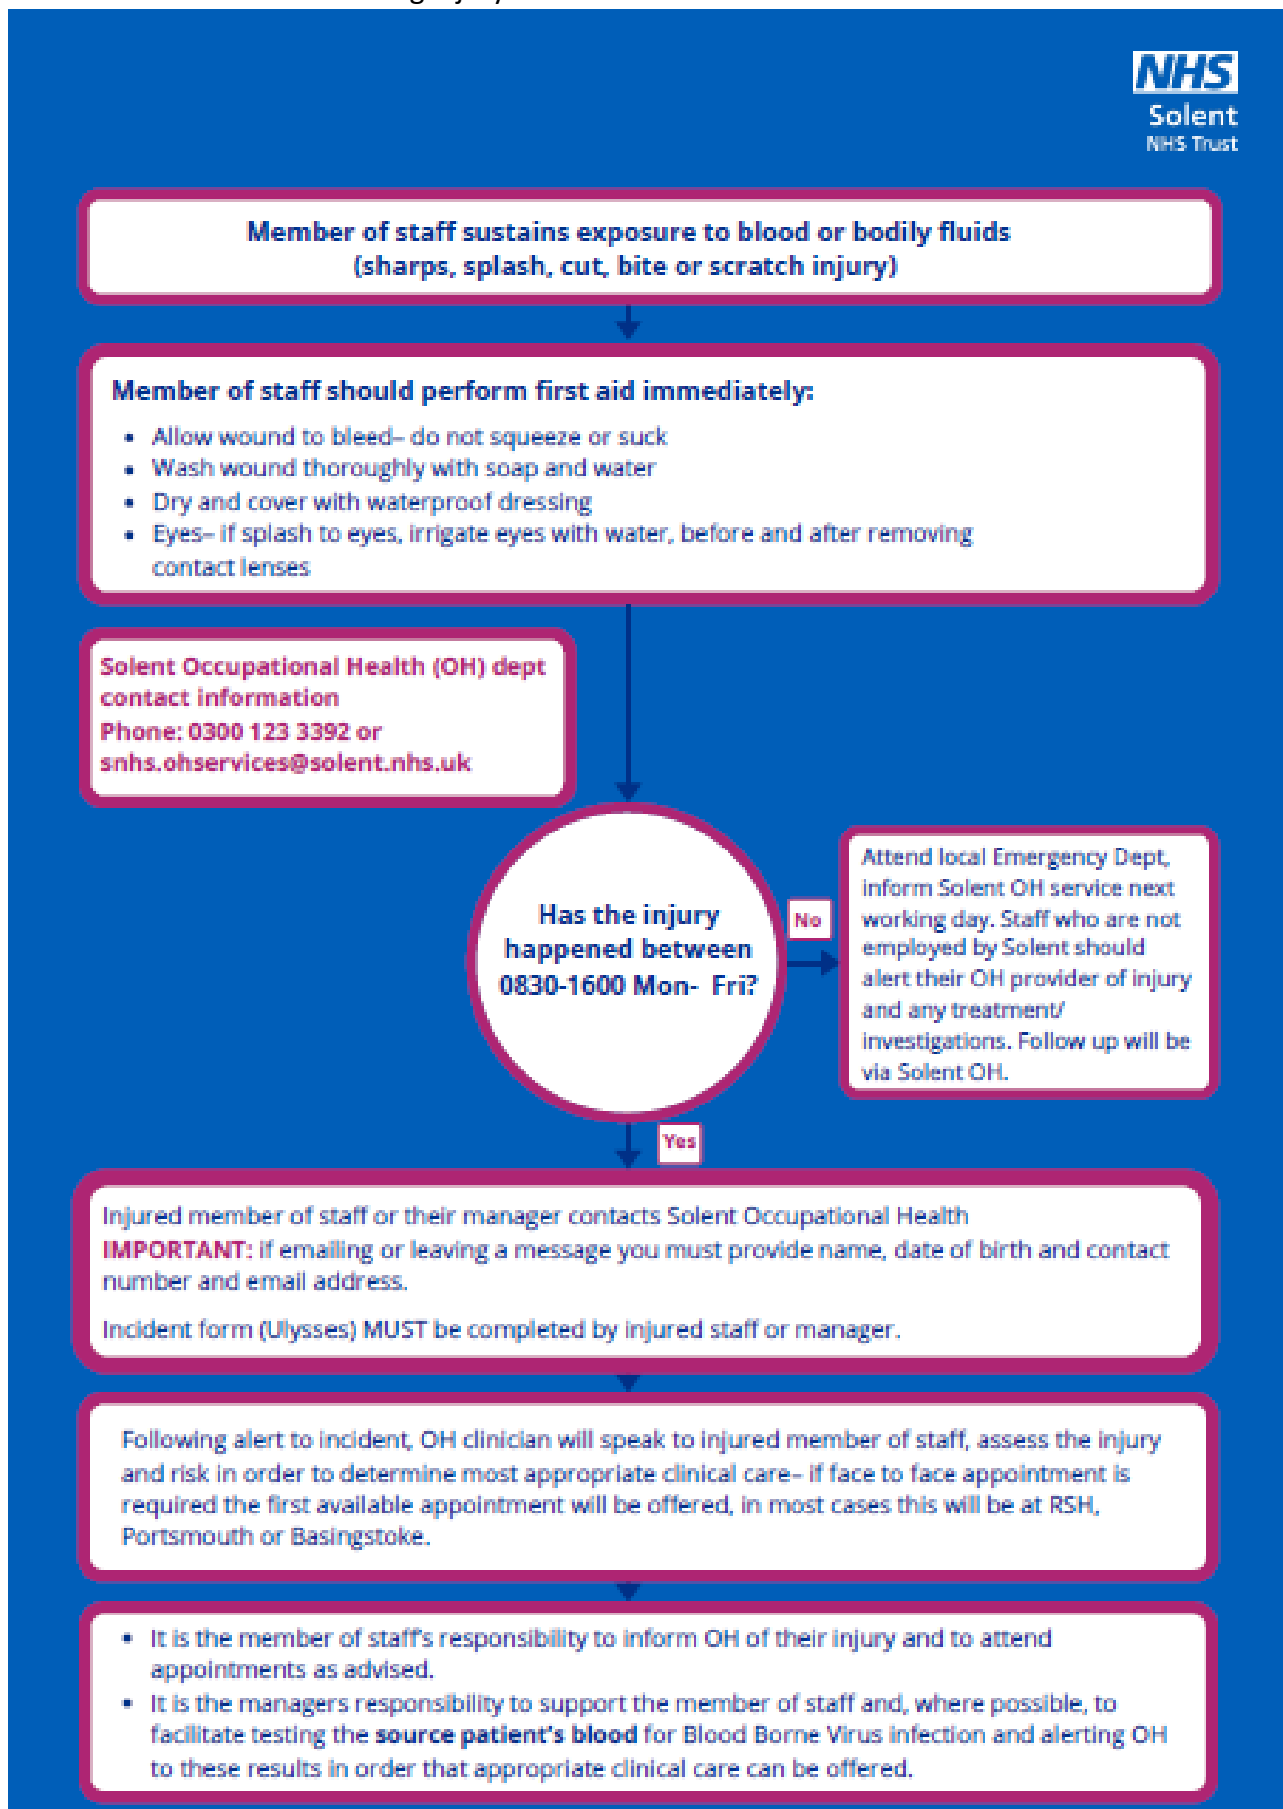 NHS
Solent
NHS Trust
Member of staff sustains exposure to blood or bodily fluids
(sharps, splash, cut, bite or scratch injury)
Member of staff should perform first aid immediately:
• Allow wound to bleed– do not squeeze or suck
• Wash wound thoroughly with soap and water
• Dry and cover with waterproof dressing
• Eyes– if splash to eyes, irrigate eyes with water, before and after removing
contact lenses
Solent Occupational Health (OH) dept
contact information
Phone: 0300 123 3392 or
snhs.ohservices@solent.nhs.uk
Has the injury
happened between
0830-1600 Mon- Fri?
No
Attend local Emergency Dept,
inform Solent OH service next
working day. Staff who are not
employed by Solent should
alert their OH provider of injury
and any treatment/
investigations. Follow up will be
via Solent OH.
Yes
Injured member of staff or their manager contacts Solent Occupational Health
IMPORTANT: if emailing or leaving a message you must provide name, date of birth and contact
number and email address.
Incident form (Ulysses) MUST be completed by injured staff or manager.
Following alert to incident, OH clinician will speak to injured member of staff, assess the injury
and risk in order to determine most appropriate clinical care– if face to face appointment is
required the first available appointment will be offered, in most cases this will be at RSH,
Portsmouth or Basingstoke.
• It is the member of staff's responsibility to inform OH of their injury and to attend
appointments as advised.
• It is the managers responsibility to support the member of staff and, where possible, to
facilitate testing the source patient's blood for Blood Borne Virus infection and alerting OH
to these results in order that appropriate clinical care can be offered.